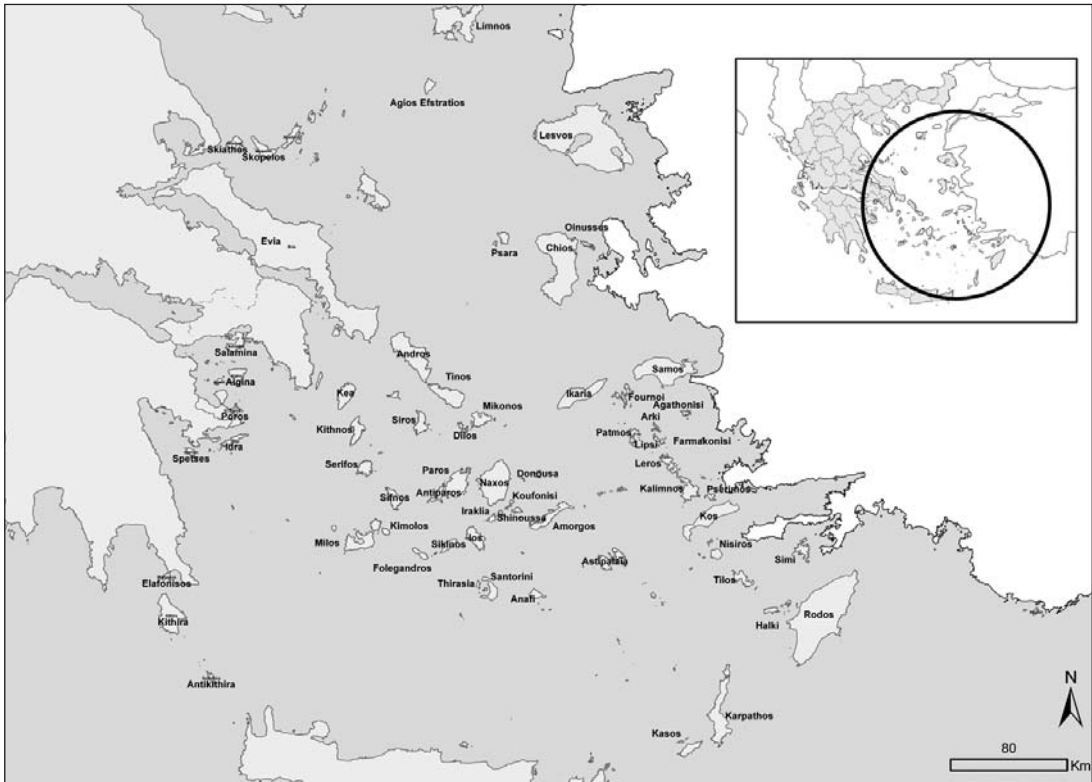 Limnos
Agios Efstratios
Lesvos
Skiathos
Skopelos
Evia
Psara
Oinusses
Chios
Salamina
Aigina
Poros
Idra
Spetses
Andros
Tinos
Kea
Kithnos
Siros
Mikonos
Dilos
Ikaria
Samos
Fournoi
Agathonisi
Arki
Patmos
Lipsi
Farmakonisi
Leros
Serifos
Sifnos
Paros
Antiparos
Naxos
Donousa
Koufonisi
Iraklia
Shinoussa
Amorgos
Kalimnos
Pserimos
Kos
Milos
Kimolos
Sikinos
Ios
Folegandros
Thirasia
Santorini
Anafi
Astipalaia
Nisiros
Simi
Tilos
Halki
Rodos
Elafonisos
Kithira
Antikithira
Karpathos
Kasos
N
80
Km